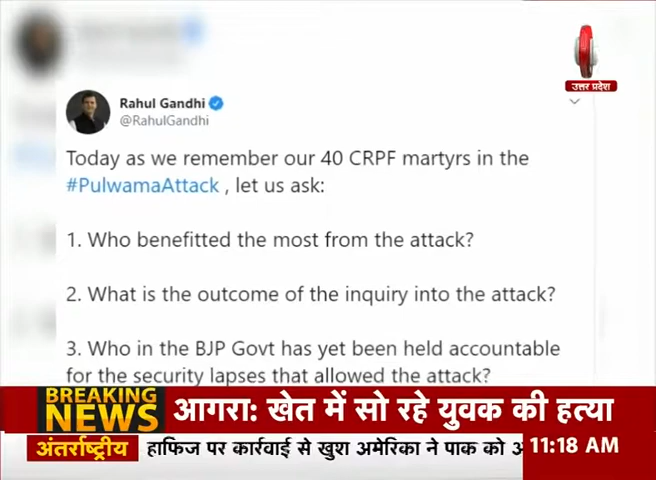 उत्तर प्रदेश
Rahul Gandhi
@RahulGandhi
Today as we remember our 40 CRPF martyrs in the
#PulwamaAttack , let us ask:
1. Who benefitted the most from the attack?
2. What is the outcome of the inquiry into the attack?
3. Who in the BJP Govt has yet been held accountable
for the security lapses that allowed the attack?
BREAKING
NEWS
आगरा: खेत में सो रहे युवक की हत्या
अंतर्राष्ट्रीय हाफिज पर कार्रवाई से खुश अमेरिका ने पाक को 11:18 AM